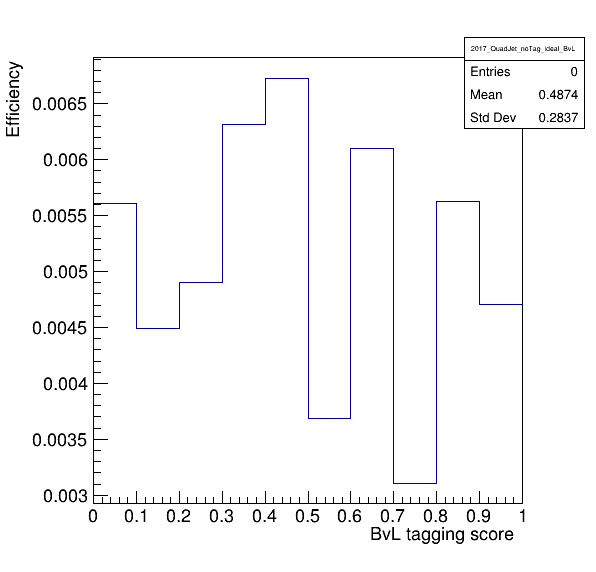 2017_QuadJet_noTag_ideal_BvL
Entries 0
Mean 0.4874
Std Dev 0.2837
Efficiency
0.0065
0.006
0.0055
0.005
0.0045
0.004
0.0035
0.003
0 0.1 0.2 0.3 0.4 0.5 0.6 0.7 0.8 0.9 1
BvL tagging score